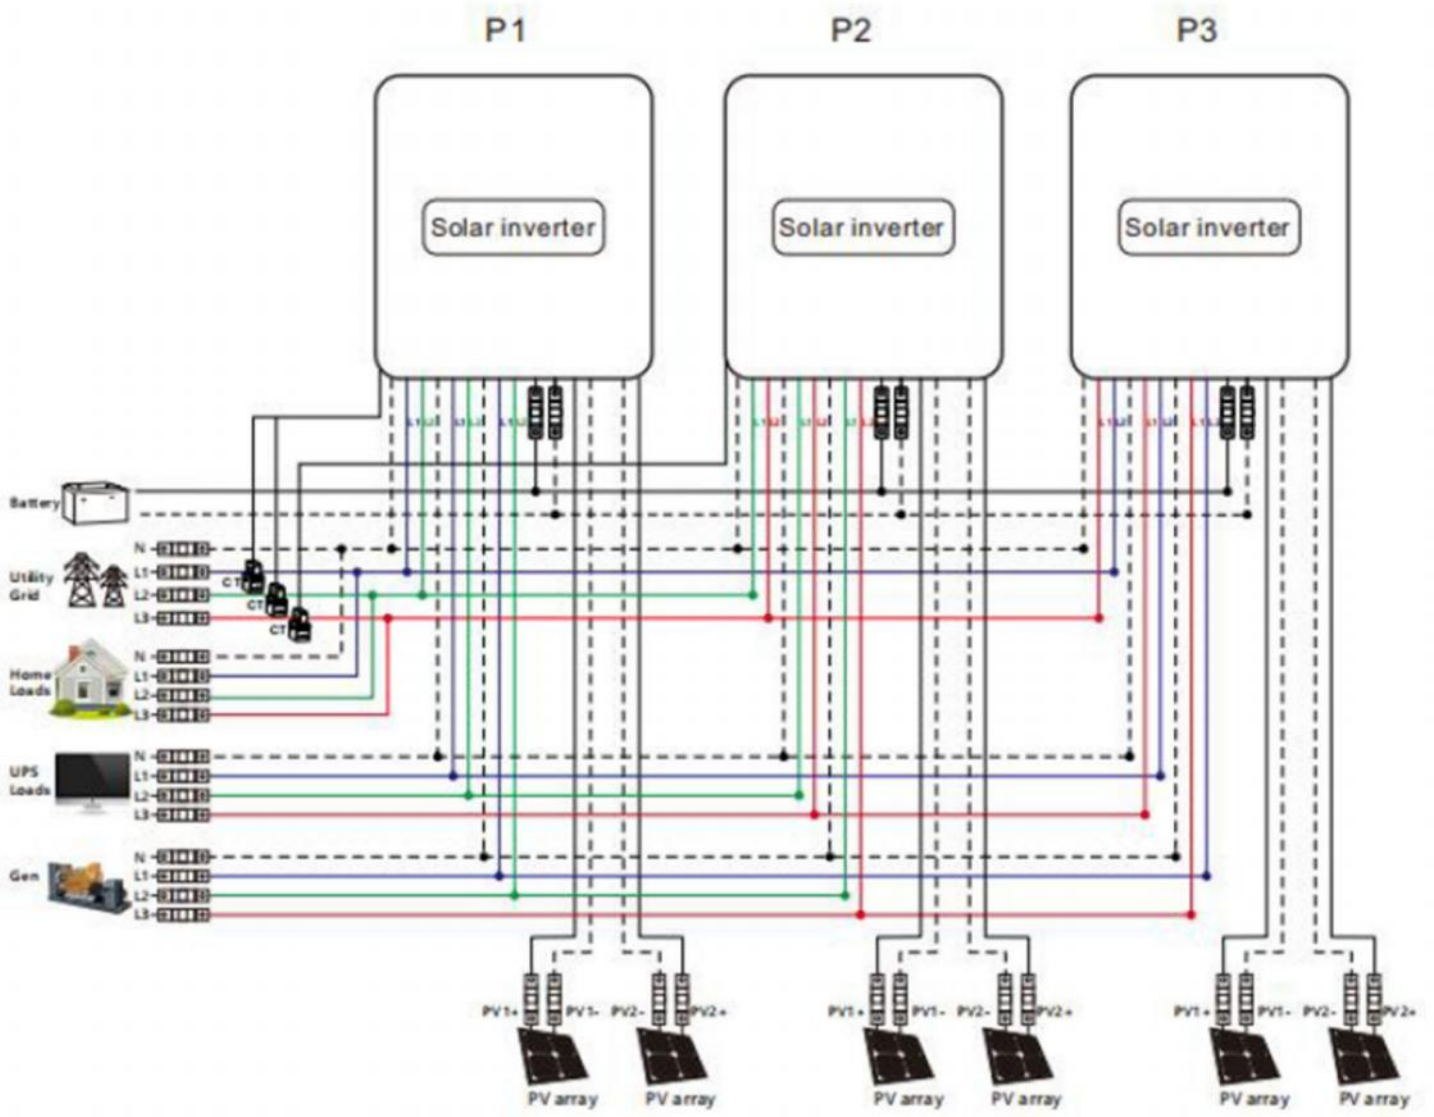 P1 P2 P3
Solar inverter Solar inverter Solar inverter
Battery
N
L1
Utility
Grid
L2
L3
CT
CT
CT
N
Home
Loads
L1
L2
L3
N
UPS
Loads
L1
L2
L3
N
Gen
L1
L2
L3
PV1+ PV1- PV2- PV2+ PV1+ PV1- PV2- PV2+ PV1+ PV1- PV2- PV2+
PV array PV array PV array PV array PV array PV array